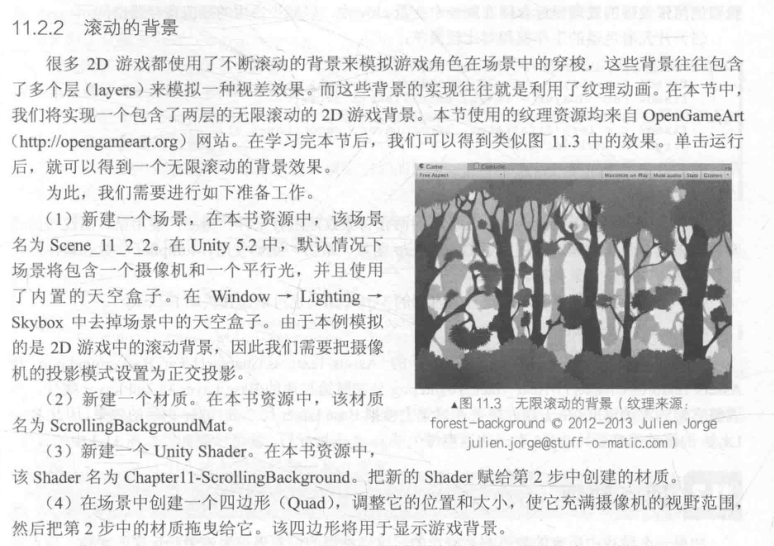 11.2.2 滚动的背景
很多 2D 游戏都使用了不断滚动的背景来模拟游戏角色在场景中的穿梭，这些背景往往包含
了多个层（layers）来模拟一种视差效果。而这些背景的实现往往就是利用了纹理动画。在本节中，
我们将实现一个包含了两层的无限滚动的 2D 游戏背景。本节使用的纹理资源均来自 OpenGameArt
（http://opengameart.org）网站。在学习完本节后，我们可以得到类似图 11.3 中的效果。单击运行
后，就可以得到一个无限滚动的背景效果。
为此，我们需要进行如下准备工作。
（1）新建一个场景，在本书资源中，该场景
名为 Scene_11_2_2。在 Unity 5.2 中，默认情况下
场景将包含一个摄像机和一个平行光，并且使用
了内置的天空盒子。在 Window → Lighting →
Skybox 中去掉场景中的天空盒子。由于本例模拟
的是 2D 游戏中的滚动背景，因此我们需要把摄像
机的投影模式设置为正交投影。
（2）新建一个材质。在本书资源中，该材质
名为 ScrollingBackgroundMat。
（3）新建一个 Unity Shader。在本书资源中，
Game
Free Aspect
Maximize on Play Mute audio Stats Gizmos
▲图 11.3 无限滚动的背景（纹理来源：
forest-background © 2012-2013 Julien Jorge
julien.jorge@stuff-o-matic.com）
该 Shader 名为 Chapter11-ScrollingBackground。把新的 Shader 赋给第 2 步中创建的材质。
（4）在场景中创建一个四边形（Quad），调整它的位置和大小，使它充满摄像机的视野范围，
然后把第 2 步中的材质拖曳给它。该四边形将用于显示游戏背景。